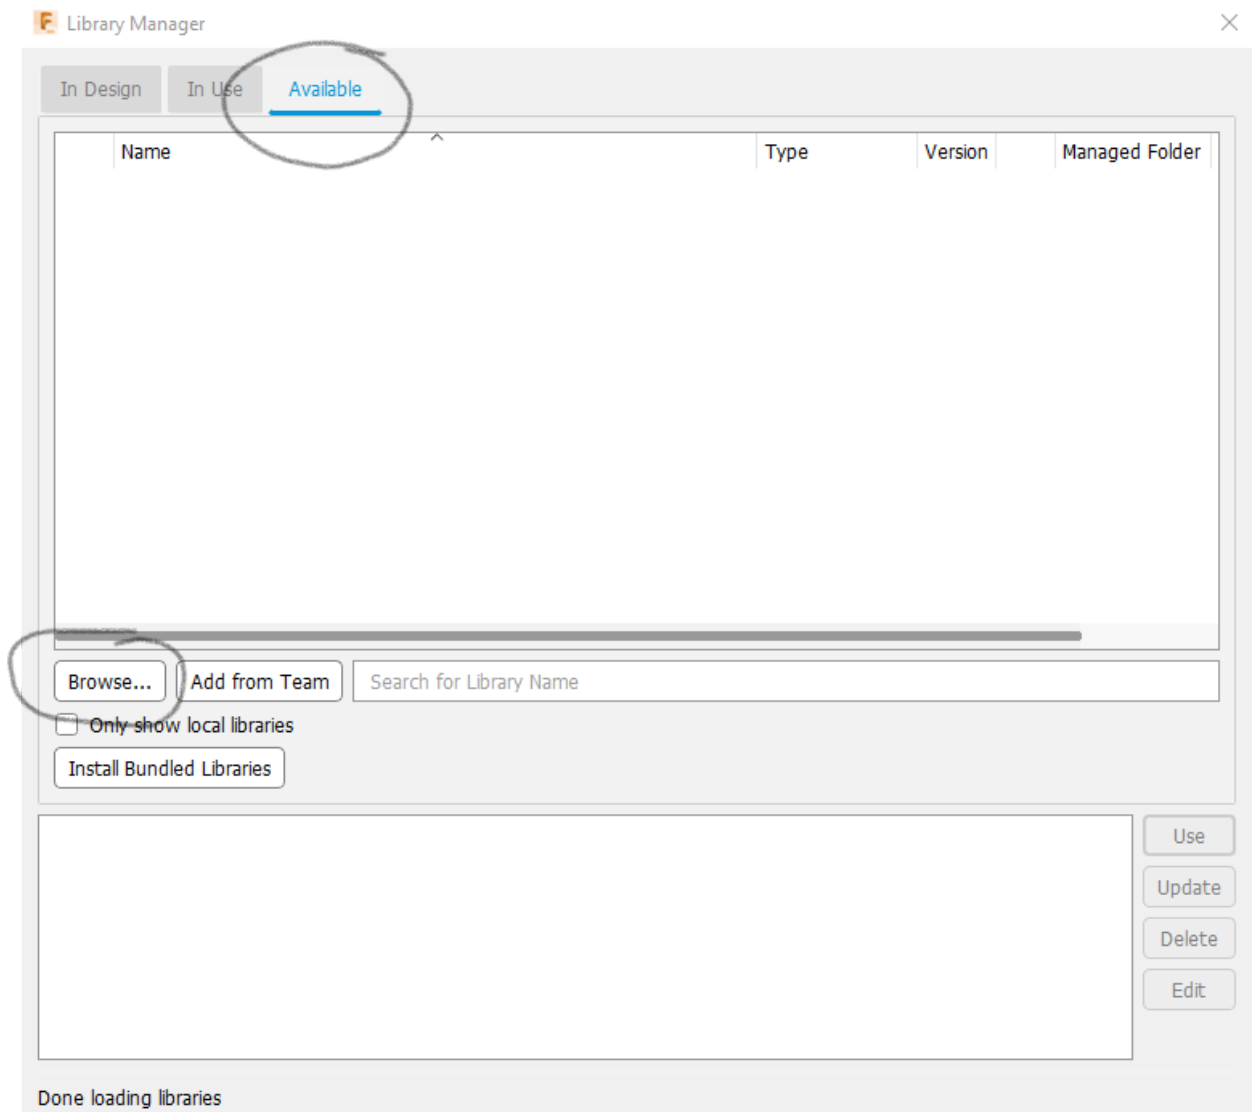 Library Manager
In Design In Use Available
Name Type Version Managed Folder
Browse... Add from Team Search for Library Name
Only show local libraries
Install Bundled Libraries
Use
Update
Delete
Edit
Done loading libraries